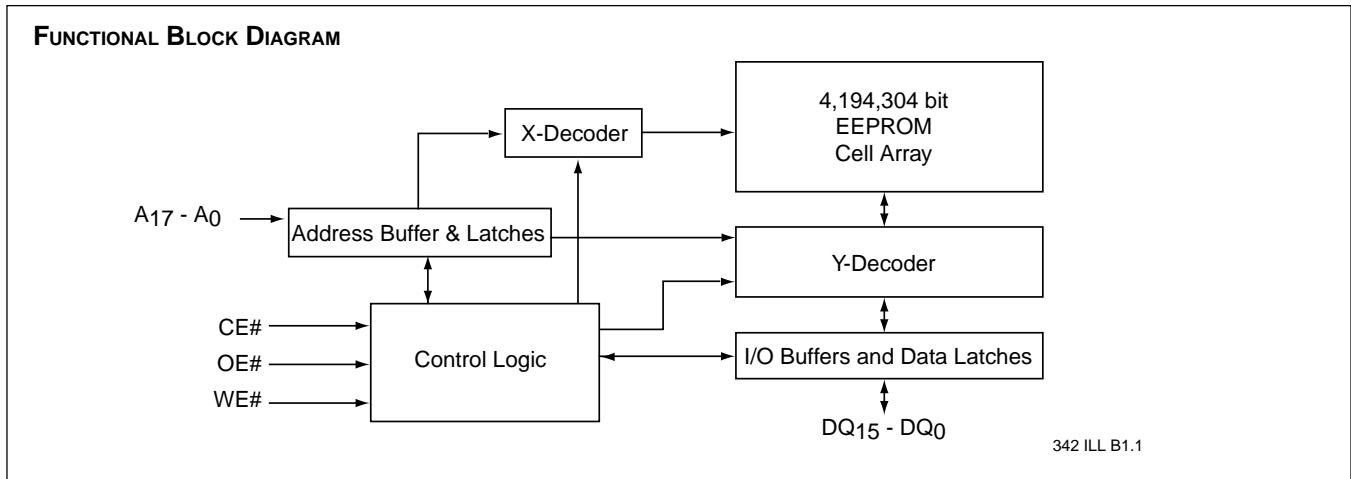 FUNCTIONAL BLOCK DIAGRAM
4,194,304 bit
EEPROM
Cell Array
X-Decoder
A17 - A0
Address Buffer & Latches
Y-Decoder
CE#
OE#
WE#
Control Logic
I/O Buffers and Data Latches
DQ15 - DQ0
342 ILL B1.1